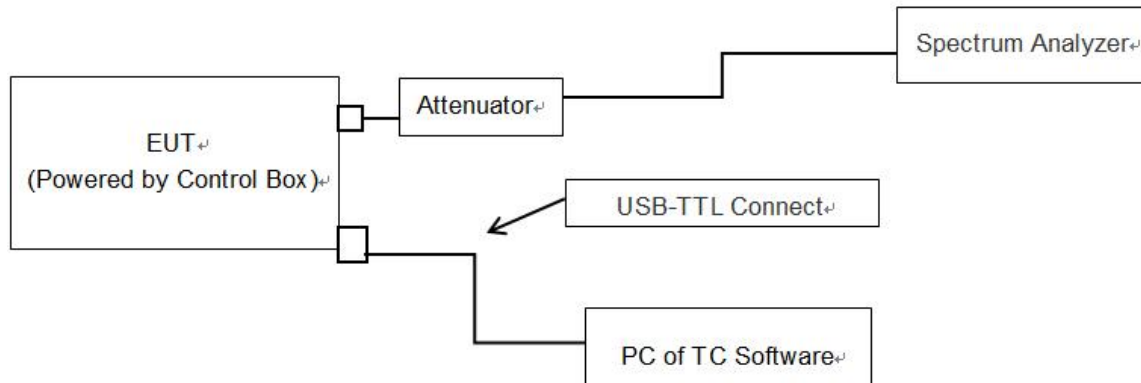 Spectrum Analyzer
Attenuator
EUT
(Powered by Control Box)
USB-TTL Connect
PC of TC Software